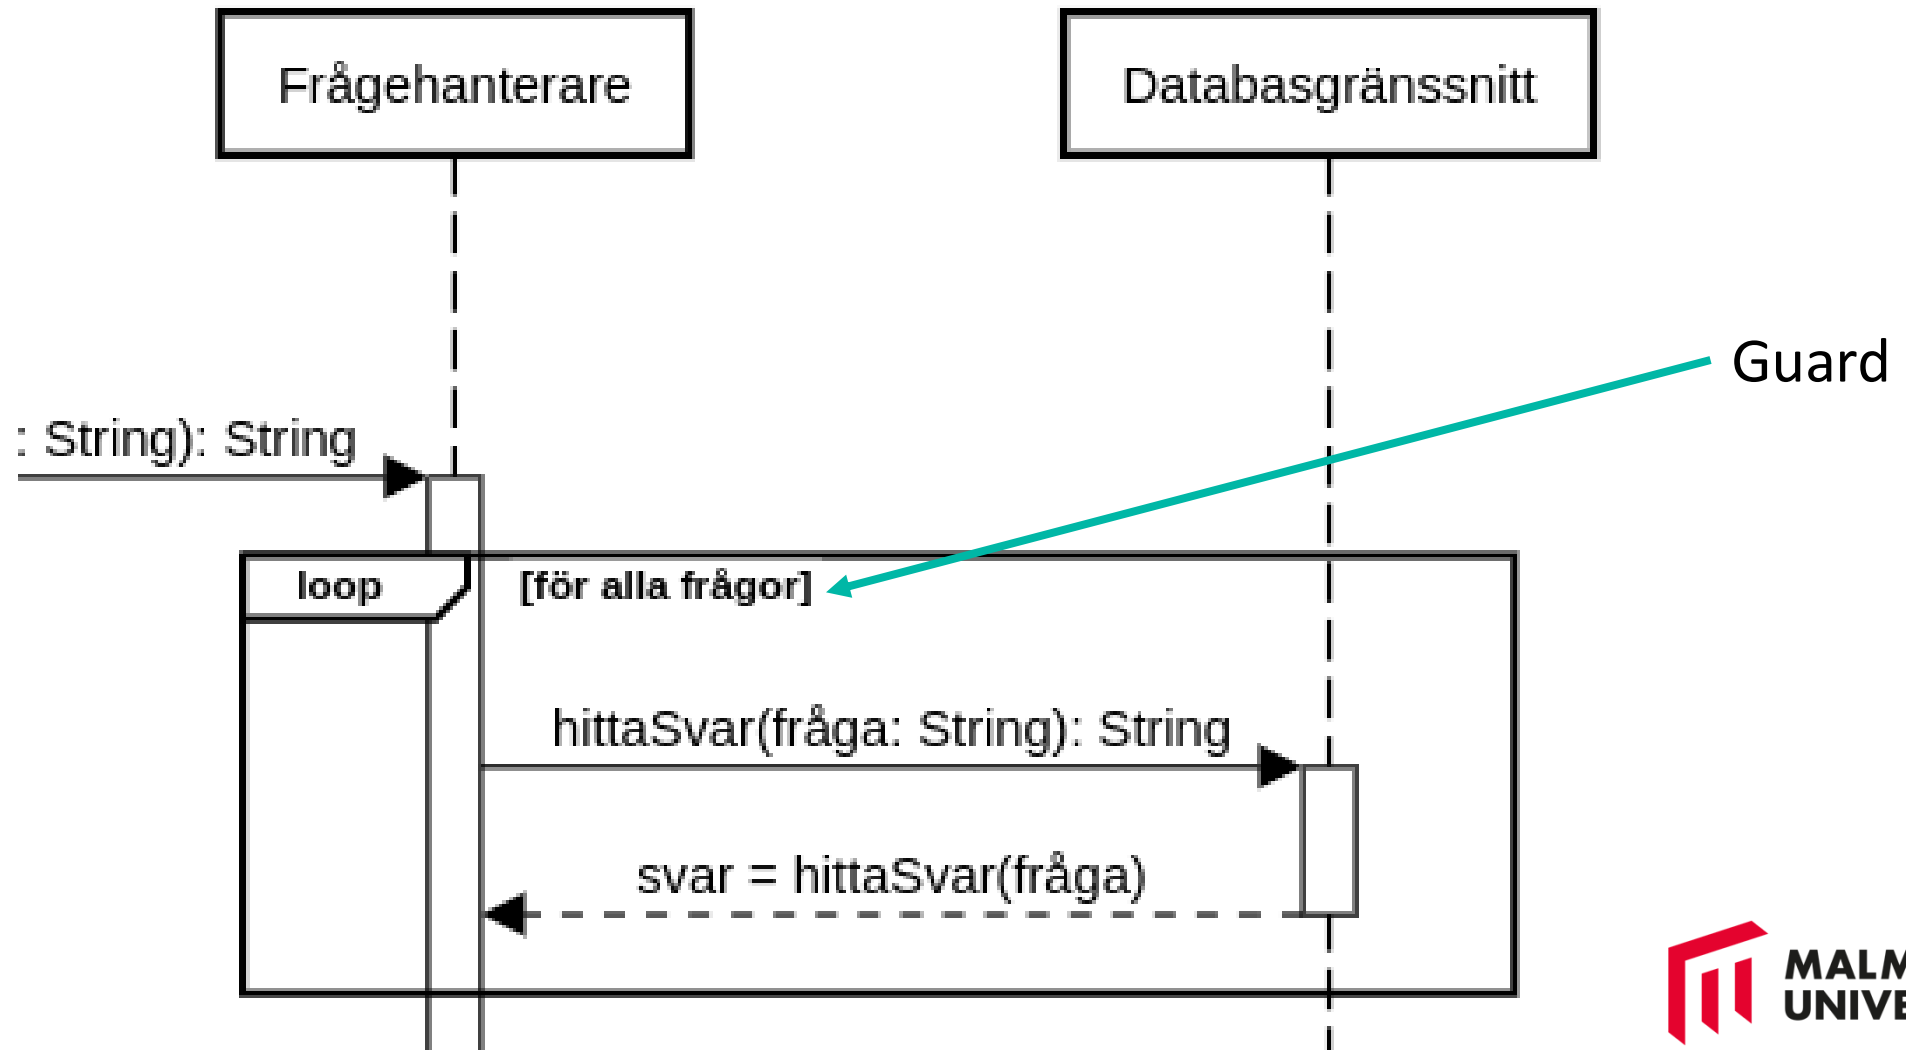 Frågehanterare
Databasgränssnitt
Guard
: String): String
loop
[för alla frågor]
hittaSvar(fråga: String): String
svar = hittaSvar(fråga)